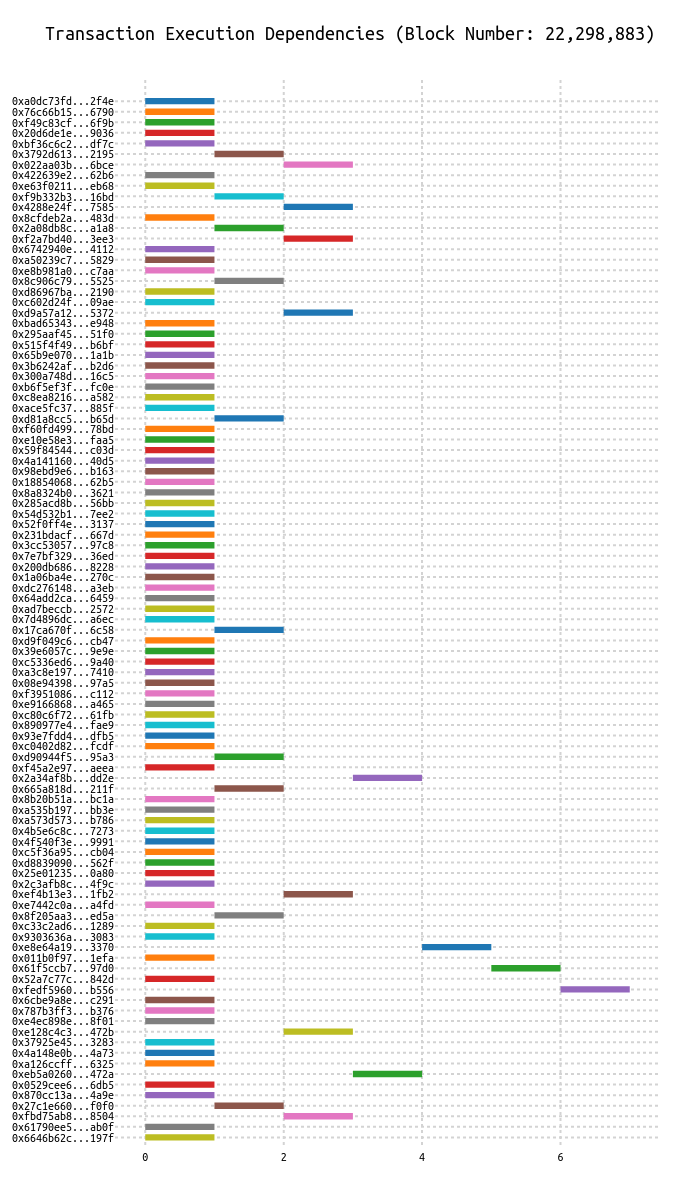 Transaction Execution Dependencies (Block Number: 22,298,883)
0xa0dc73fd...2f4e
0x76c66b15...6790
0xf49c83cf...6f9b
0x20d6de1e...9036
0xbf36c6c2...df7c
0x3792d613...2195
0x022aa03b...6bce
0x422639e2...62b6
0xe63f0211...eb68
0xf9b332b3...16bd
0x4288e24f...7585
0x8cfdeb2a...483d
0x2a08db8c...a1a8
0xf2a7bd40...3ee3
0x6742940e...4112
0xa50239c7...5829
0xe8b981a0...c7aa
0x8c906c79...5525
0xd86967ba...2190
0xc602d24f...09ae
0xd9a57a12...5372
0xbad65343...e948
0x295aaf45...51f0
0x515f4f49...b6bf
0x65b9e070...1a1b
0x3b6242af...b2d6
0x300a748d...16c5
0xb6f5ef3f...fc0e
0xc8ea8216...a582
0xace5fc37...885f
0xd81a8cc5...b65d
0xf60fd499...78bd
0xe10e58e3...faa5
0x59f84544...c03d
0x4a141160...40d5
0x98ebd9e6...b163
0x18854068...62b5
0x8a8324b0...3621
0x285acd8b...56bb
0x54d532b1...7ee2
0x52f0ff4e...3137
0x231bdacf...667d
0x3cc53057...97c8
0x7e7bf329...36ed
0x200db686...8228
0x1a06ba4e...270c
0xdc276148...a3eb
0x64add2ca...6459
0xad7beccb...2572
0x7d4896dc...a6ec
0x17ca670f...6c58
0xd9f049c6...cb47
0x39e6057c...9e9e
0xc5336ed6...9a40
0xa3c8e197...7410
0x08e94398...97a5
0xf3951086...c112
0xe9166868...a465
0xc80c6f72...61fb
0x890977e4...fae9
0x93e7fdd4...dfb5
0xc0402d82...fcdf
0xd90944f5...95a3
0xf45a2e97...aeea
0x2a34af8b...dd2e
0x665a818d...211f
0x8b20b51a...bc1a
0xa535b197...bb3e
0xa573d573...b786
0x4b5e6c8c...7273
0x4f540f3e...9991
0xc5f36a95...cb04
0xd8839090...562f
0x25e01235...0a80
0x2c3afb8c...4f9c
0xef4b13e3...1fb2
0xe7442c0a...a4fd
0x8f205aa3...ed5a
0xc33c2ad6...1289
0x9303636a...3083
0xe8e64a19...3370
0x011b0f97...1efa
0x61f5ccb7...97d0
0x52a7c77c...842d
0xfedf5960...b556
0x6cbe9a8e...c291
0x787b3ff3...b376
0xe4ec898e...8f01
0xe128c4c3...472b
0x37925e45...3283
0x4a148e0b...4a73
0xa126ccff...6325
0xeb5a0260...472a
0x0529cee6...6db5
0x870cc13a...4a9e
0x27c1e660...f0f0
0xfbd75ab8...8504
0x61790ee5...ab0f
0x6646b62c...197f
0 2 4 6